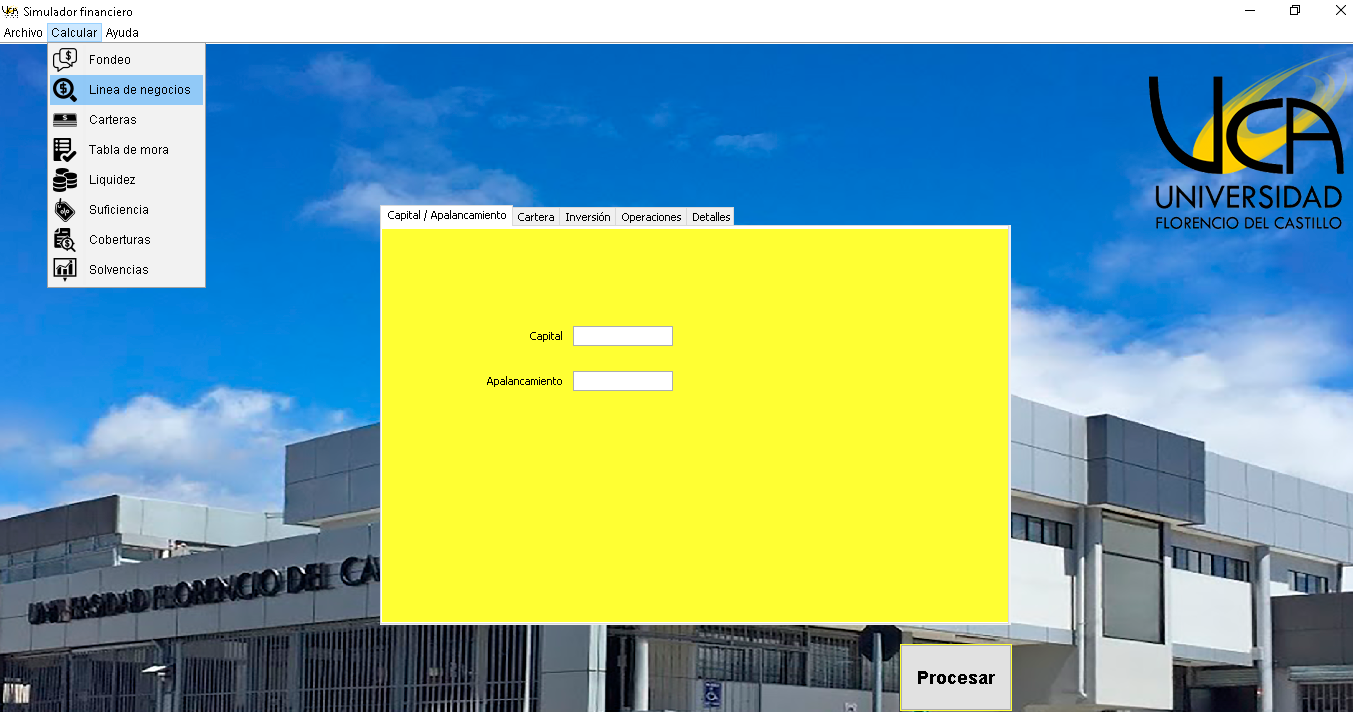 Simulador financiero
Archivo Calcular Ayuda
Fondeo
Linea de negocios
Carteras
Tabla de mora
Liquidez
Suficiencia
Coberturas
Solvencias
UCA
UNIVERSIDAD
FLORENCIO DEL CASTILLO
Capital / Apalancamiento Cartera Inversión Operaciones Detalles
Capital
Apalancamiento
UNIVERSIDAD FLORENCIO DEL CA
Procesar